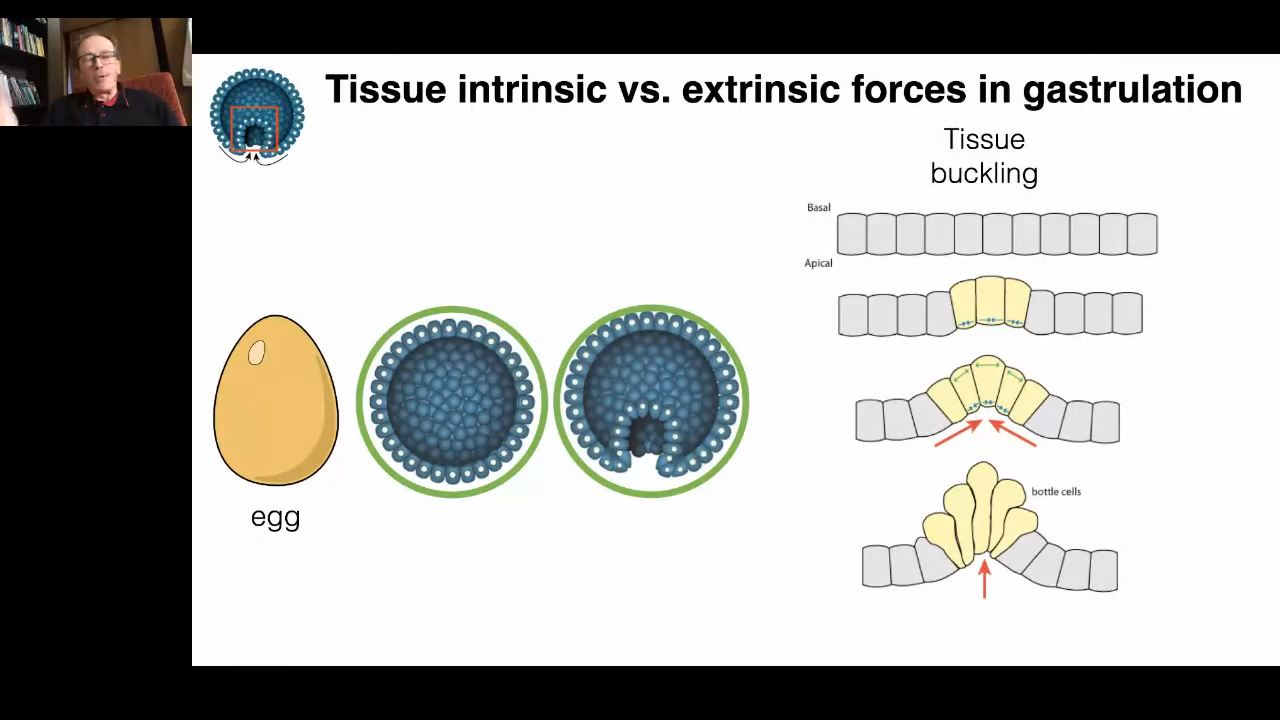 Tissue intrinsic vs. extrinsic forces in gastrulation
Tissue
buckling
Basal
Apical
bottle cells
egg